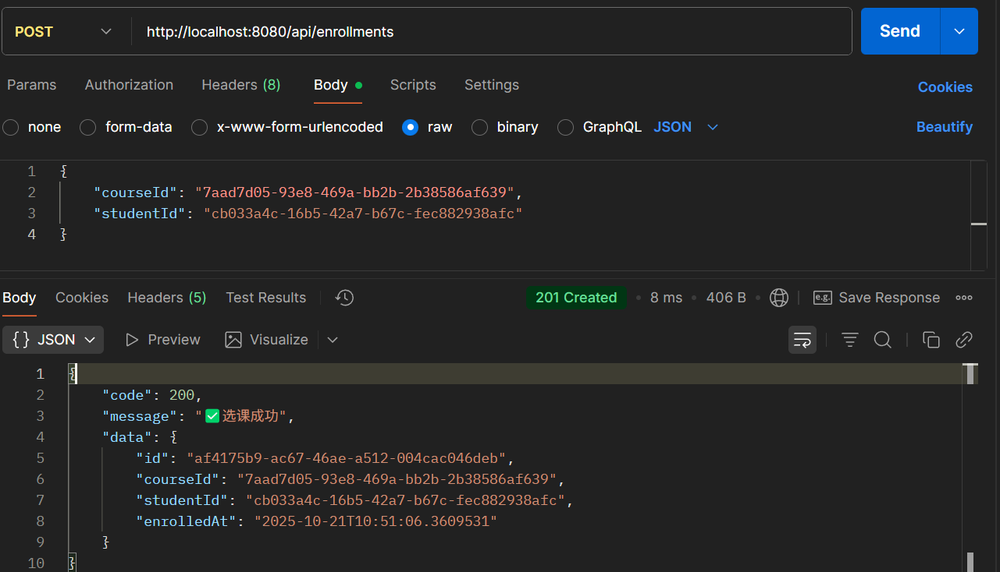 POST http://localhost:8080/api/enrollments Send
Params Authorization Headers (8) Body Scripts Settings Cookies
none form-data x-www-form-urlencoded raw binary GraphQL JSON Beautify
1 {
2 "courseId": "7aad7d05-93e8-469a-bb2b-2b38586af639",
3 "studentId": "cb033a4c-16b5-42a7-b67c-fec882938afc"
4 }
Body Cookies Headers (5) Test Results 201 Created 8 ms 406 B e.g. Save Response
{} JSON Preview Visualize
1 {
2 "code": 200,
3 "message": "✅选课成功",
4 "data": {
5 "id": "af4175b9-ac67-46ae-a512-004cac046deb",
6 "courseId": "7aad7d05-93e8-469a-bb2b-2b38586af639",
7 "studentId": "cb033a4c-16b5-42a7-b67c-fec882938afc",
8 "enrolledAt": "2025-10-21T10:51:06.3609531"
9 }
10 }